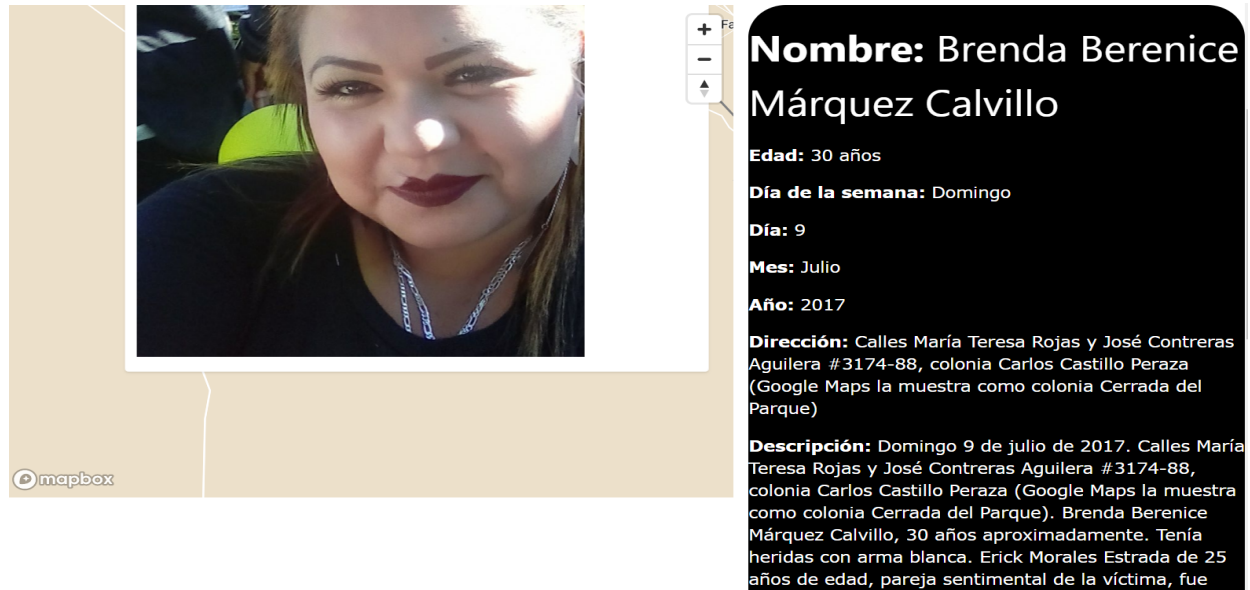 Fa
mapbox
Nombre: Brenda Berenice
Márquez Calvillo
Edad: 30 años
Día de la semana: Domingo
Día: 9
Mes: Julio
Año: 2017
Dirección: Calles María Teresa Rojas y José Contreras
Aguilera #3174-88, colonia Carlos Castillo Peraza
(Google Maps la muestra como colonia Cerrada del
Parque)
Descripción: Domingo 9 de julio de 2017. Calles María
Teresa Rojas y José Contreras Aguilera #3174-88,
colonia Carlos Castillo Peraza (Google Maps la muestra
como colonia Cerrada del Parque). Brenda Berenice
Márquez Calvillo, 30 años aproximadamente. Tenía
heridas con arma blanca. Erick Morales Estrada de 25
años de edad, pareja sentimental de la víctima, fue